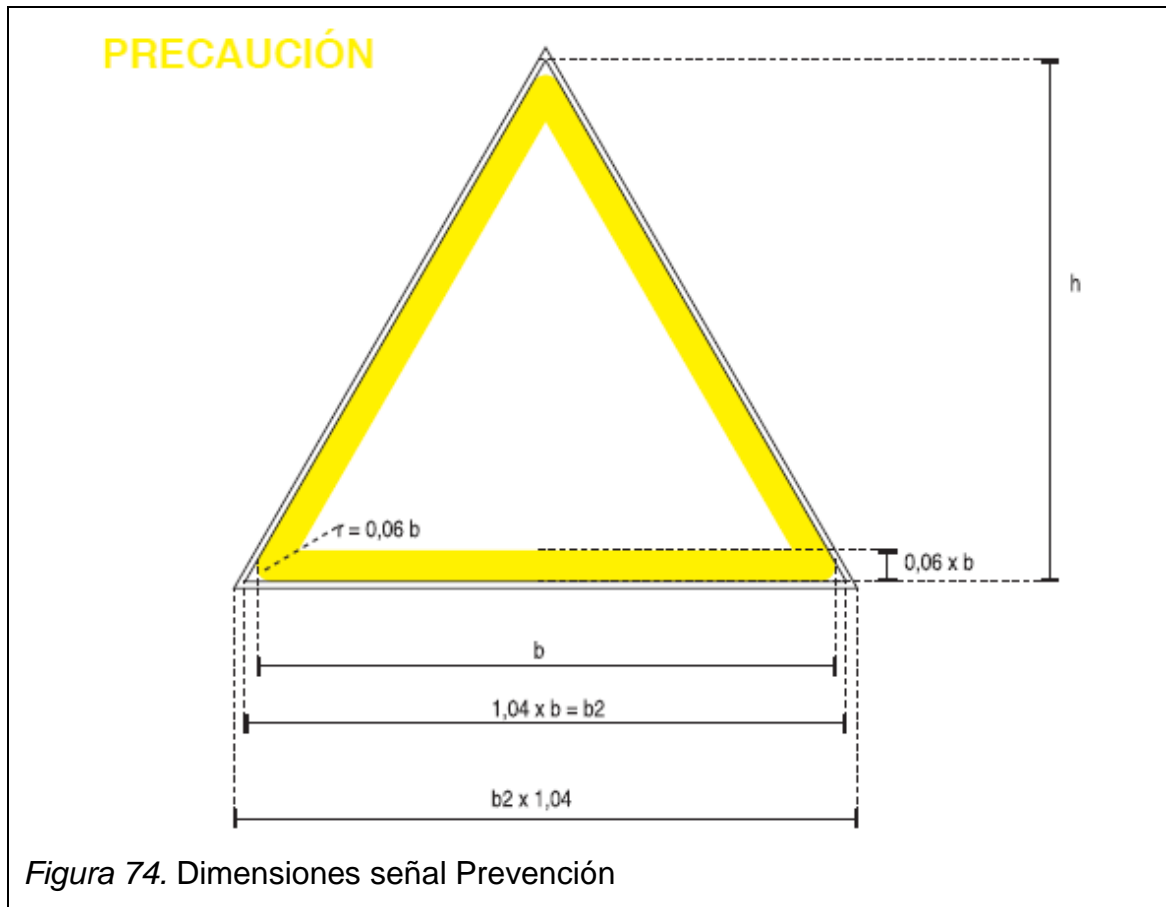 PRECAUCIÓN
h
r = 0,06 b
0,06 x b
b
1,04 x b = b2
b2 x 1,04
Figura 74. Dimensiones señal Prevención